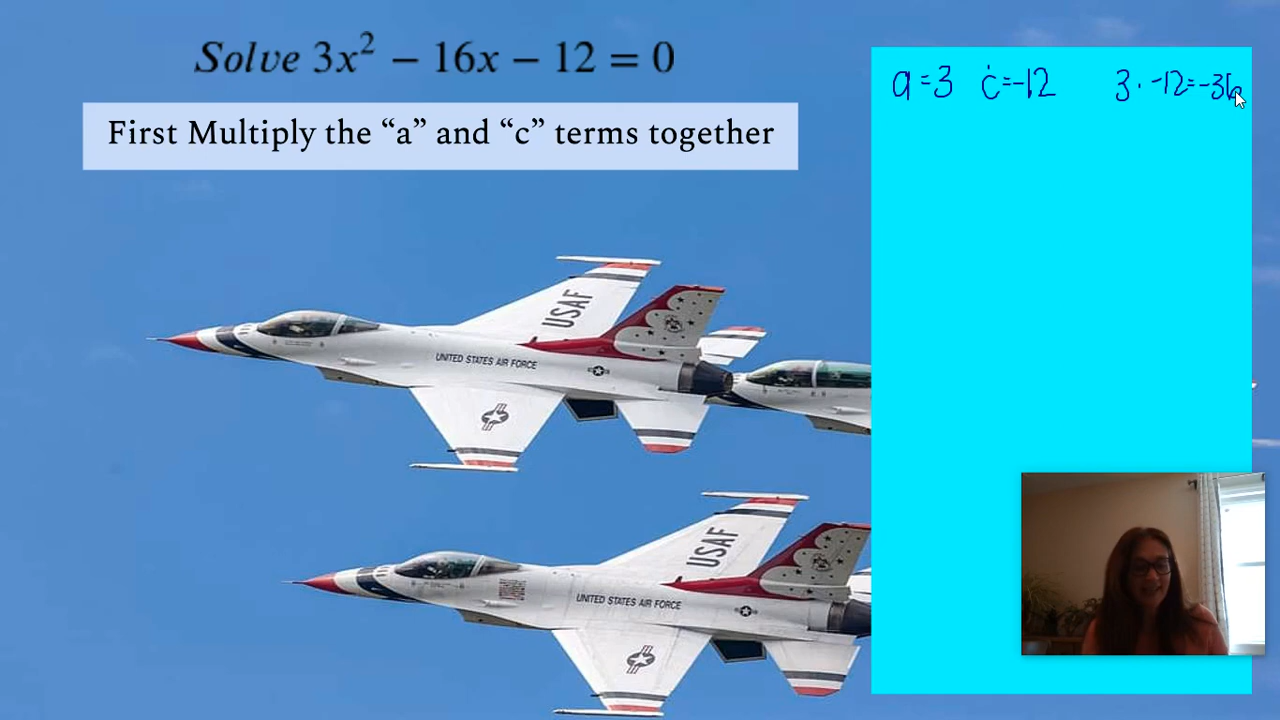 Solve 3x² − 16x − 12 = 0
First Multiply the “a” and “c” terms together
a = 3 c = -12 3 · -12 = -36
USAF
UNITED STATES AIR FORCE
USAF
UNITED STATES AIR FORCE